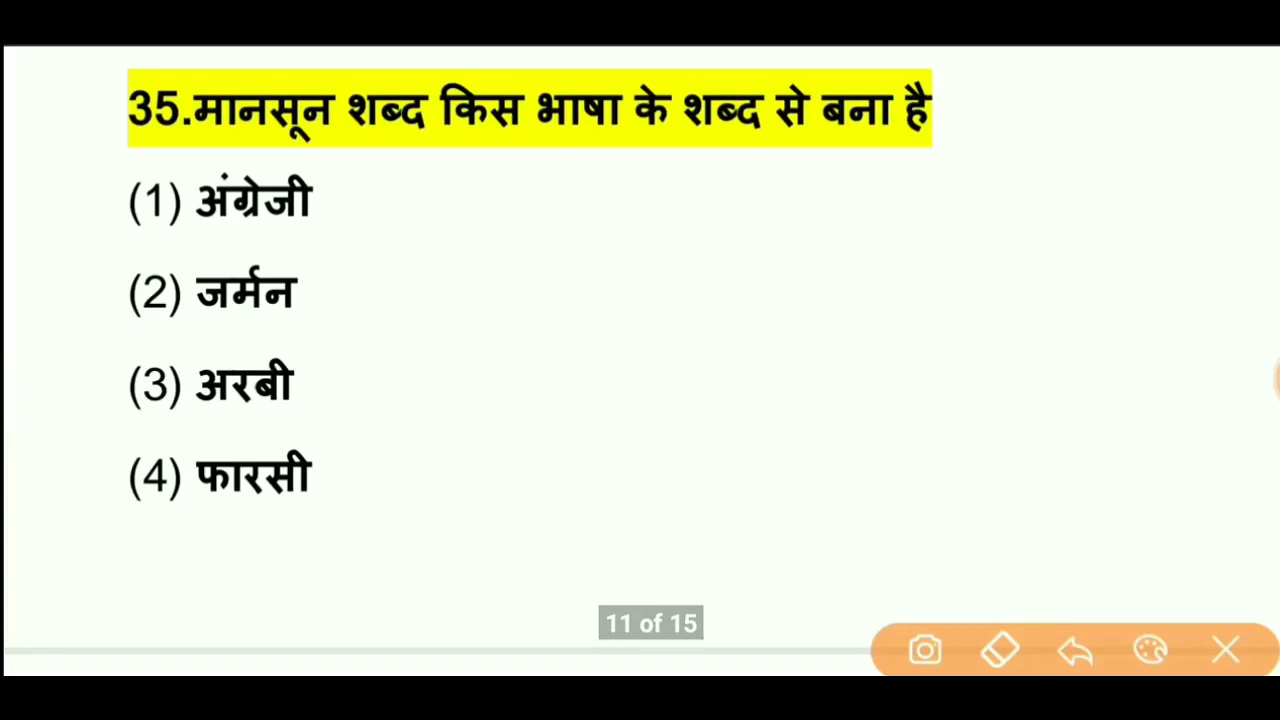 35.मानसून शब्द किस भाषा के शब्द से बना है
(1) अंग्रेजी
(2) जर्मन
(3) अरबी
(4) फारसी
11 of 15